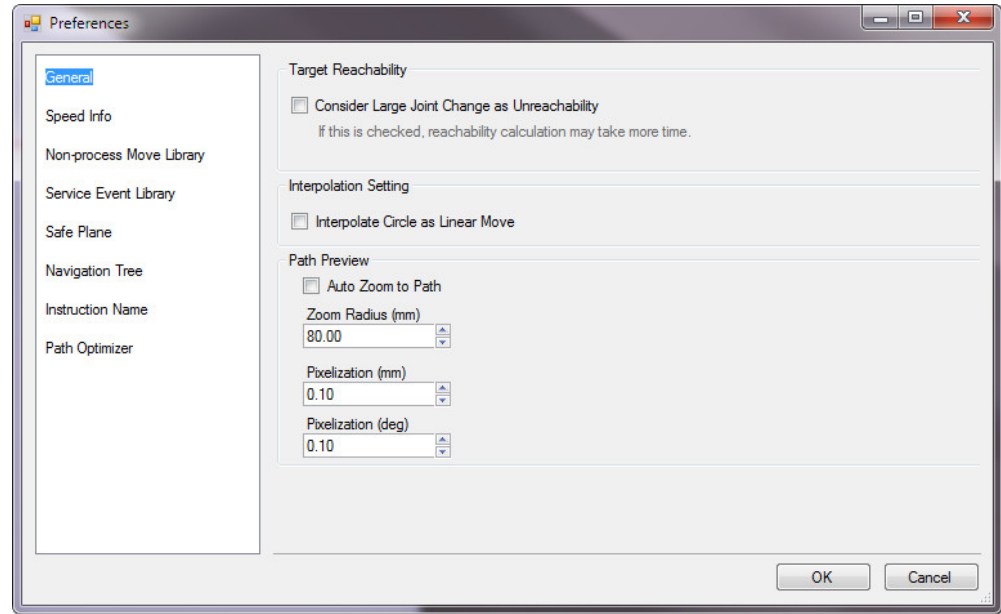 Preferences
General
Speed Info
Non-process Move Library
Service Event Library
Safe Plane
Navigation Tree
Instruction Name
Path Optimizer
Target Reachability
Consider Large Joint Change as Unreachability
If this is checked, reachability calculation may take more time.
Interpolation Setting
Interpolate Circle as Linear Move
Path Preview
Auto Zoom to Path
Zoom Radius (mm)
80.00
Pixelization (mm)
0.10
Pixelization (deg)
0.10
OK
Cancel